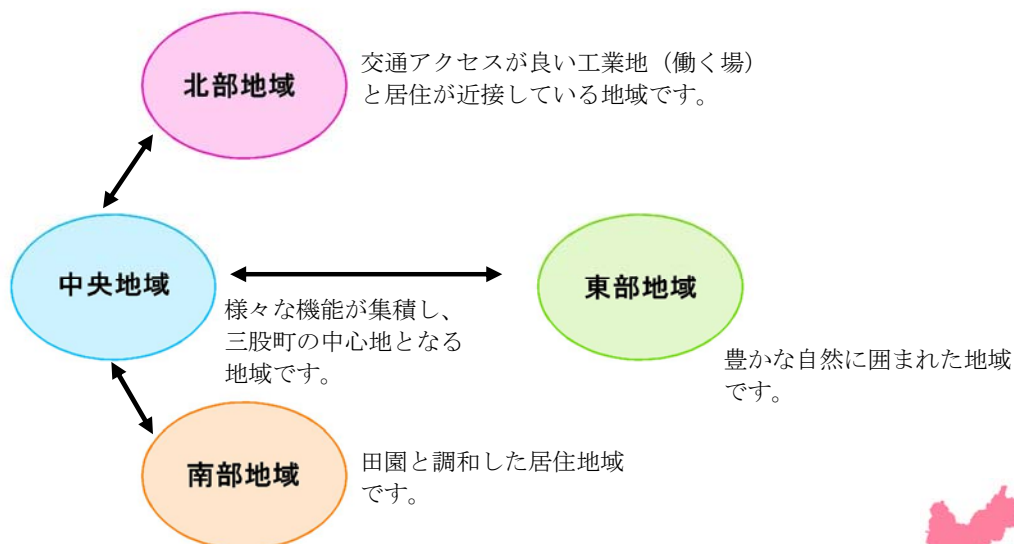 北部地域
交通アクセスが良い工業地（働く場）
と居住が近接している地域です。
中央地域
様々な機能が集積し、
三股町の中心地となる
地域です。
東部地域
豊かな自然に囲まれた地域
です。
南部地域
田園と調和した居住地域
です。